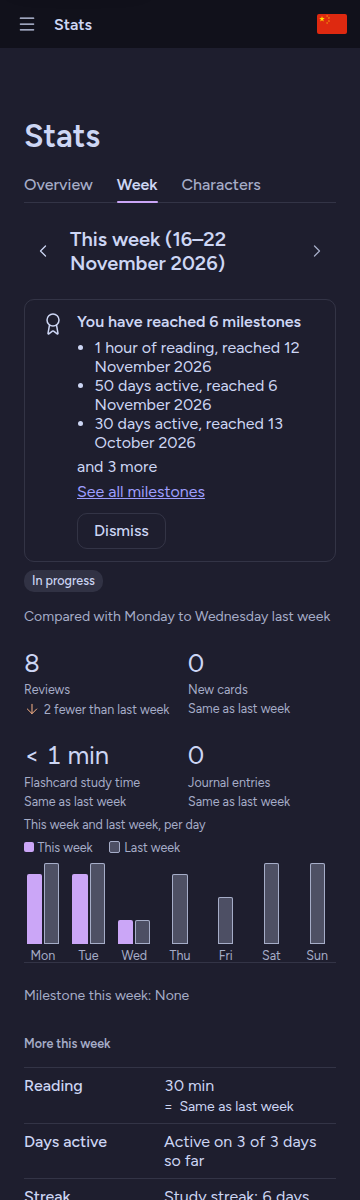 Stats
Stats
Overview Week Characters
This week (16–22
November 2026)
You have reached 6 milestones
• 1 hour of reading, reached 12
November 2026
• 50 days active, reached 6
November 2026
• 30 days active, reached 13
October 2026
and 3 more
See all milestones
Dismiss
In progress
Compared with Monday to Wednesday last week
8 0
Reviews New cards
↓ 2 fewer than last week Same as last week
< 1 min 0
Flashcard study time Journal entries
Same as last week Same as last week
This week and last week, per day
This week Last week
Mon Tue Wed Thu Fri Sat Sun
Milestone this week: None
More this week
Reading 30 min
= Same as last week
Days active Active on 3 of 3 days
so far
Streak Study streak: 6 days